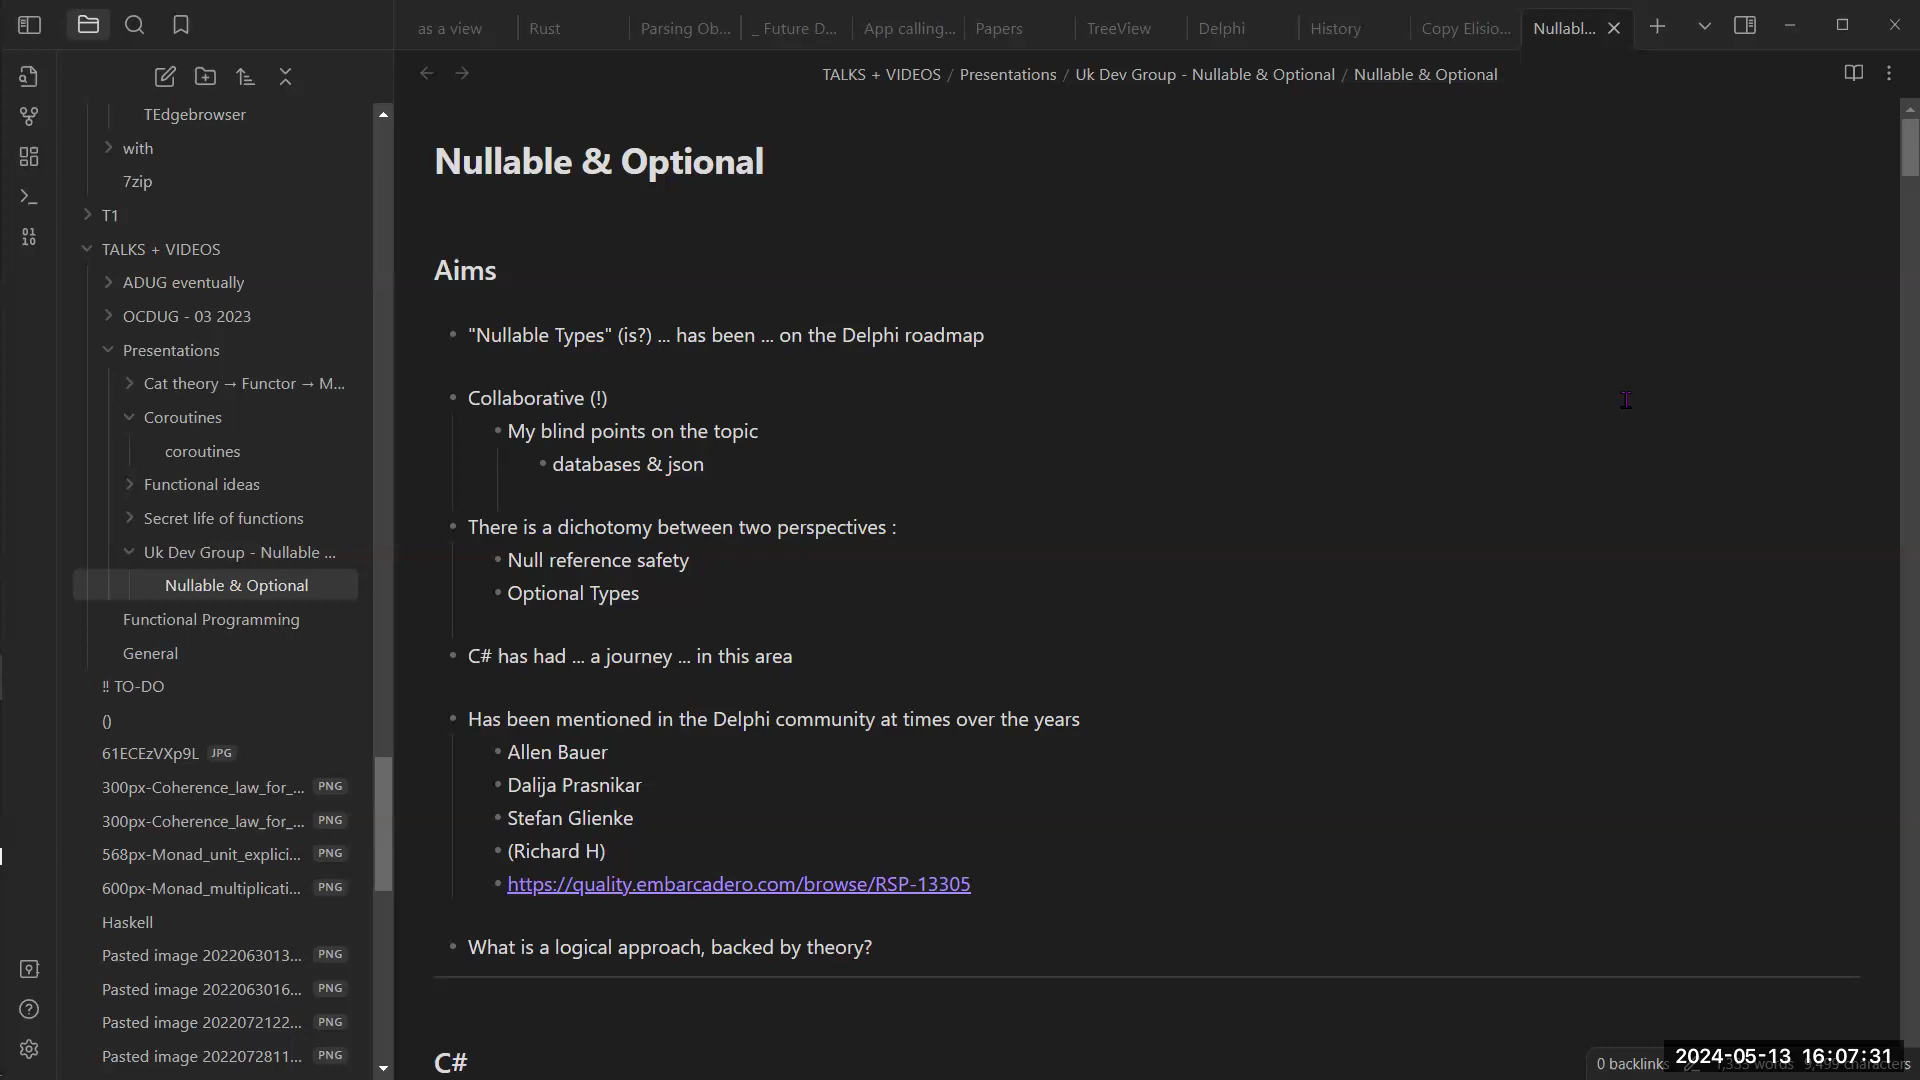 as a view
Rust
Parsing Ob...
_ Future D...
App calling...
Papers
TreeView
Delphi
History
Copy Elisio...
Nullabl...
TALKS + VIDEOS / Presentations / Uk Dev Group - Nullable & Optional / Nullable & Optional
TEdgebrowser
with
7zip
T1
TALKS + VIDEOS
ADUG eventually
OCDUG - 03 2023
Presentations
Cat theory → Functor → M...
Coroutines
coroutines
Functional ideas
Secret life of functions
Uk Dev Group - Nullable ...
Nullable & Optional
Functional Programming
General
!! TO-DO
()
61ECEzVXp9L JPG
300px-Coherence_law_for_... PNG
300px-Coherence_law_for_... PNG
568px-Monad_unit_explici... PNG
600px-Monad_multiplicati... PNG
Haskell
Pasted image 2022063013... PNG
Pasted image 2022063016... PNG
Pasted image 2022072122... PNG
Pasted image 2022072811... PNG
Nullable & Optional
Aims
"Nullable Types" (is?) ... has been ... on the Delphi roadmap
Collaborative (!)
My blind points on the topic
databases & json
There is a dichotomy between two perspectives :
Null reference safety
Optional Types
C# has had ... a journey ... in this area
Has been mentioned in the Delphi community at times over the years
Allen Bauer
Dalija Prasnikar
Stefan Glienke
(Richard H)
https://quality.embarcadero.com/browse/RSP-13305
What is a logical approach, backed by theory?
C#
0 backlinks
2024-05-13 16:07:31